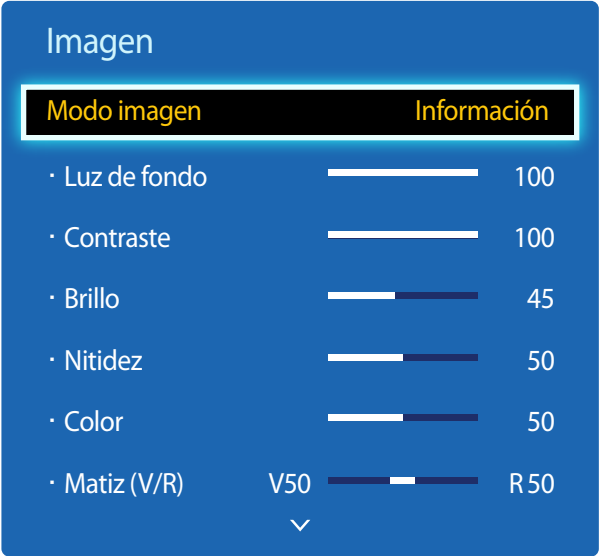 Imagen
Modo imagen Información
· Luz de fondo 100
· Contraste 100
· Brillo 45
· Nitidez 50
· Color 50
· Matiz (V/R) V50 R50